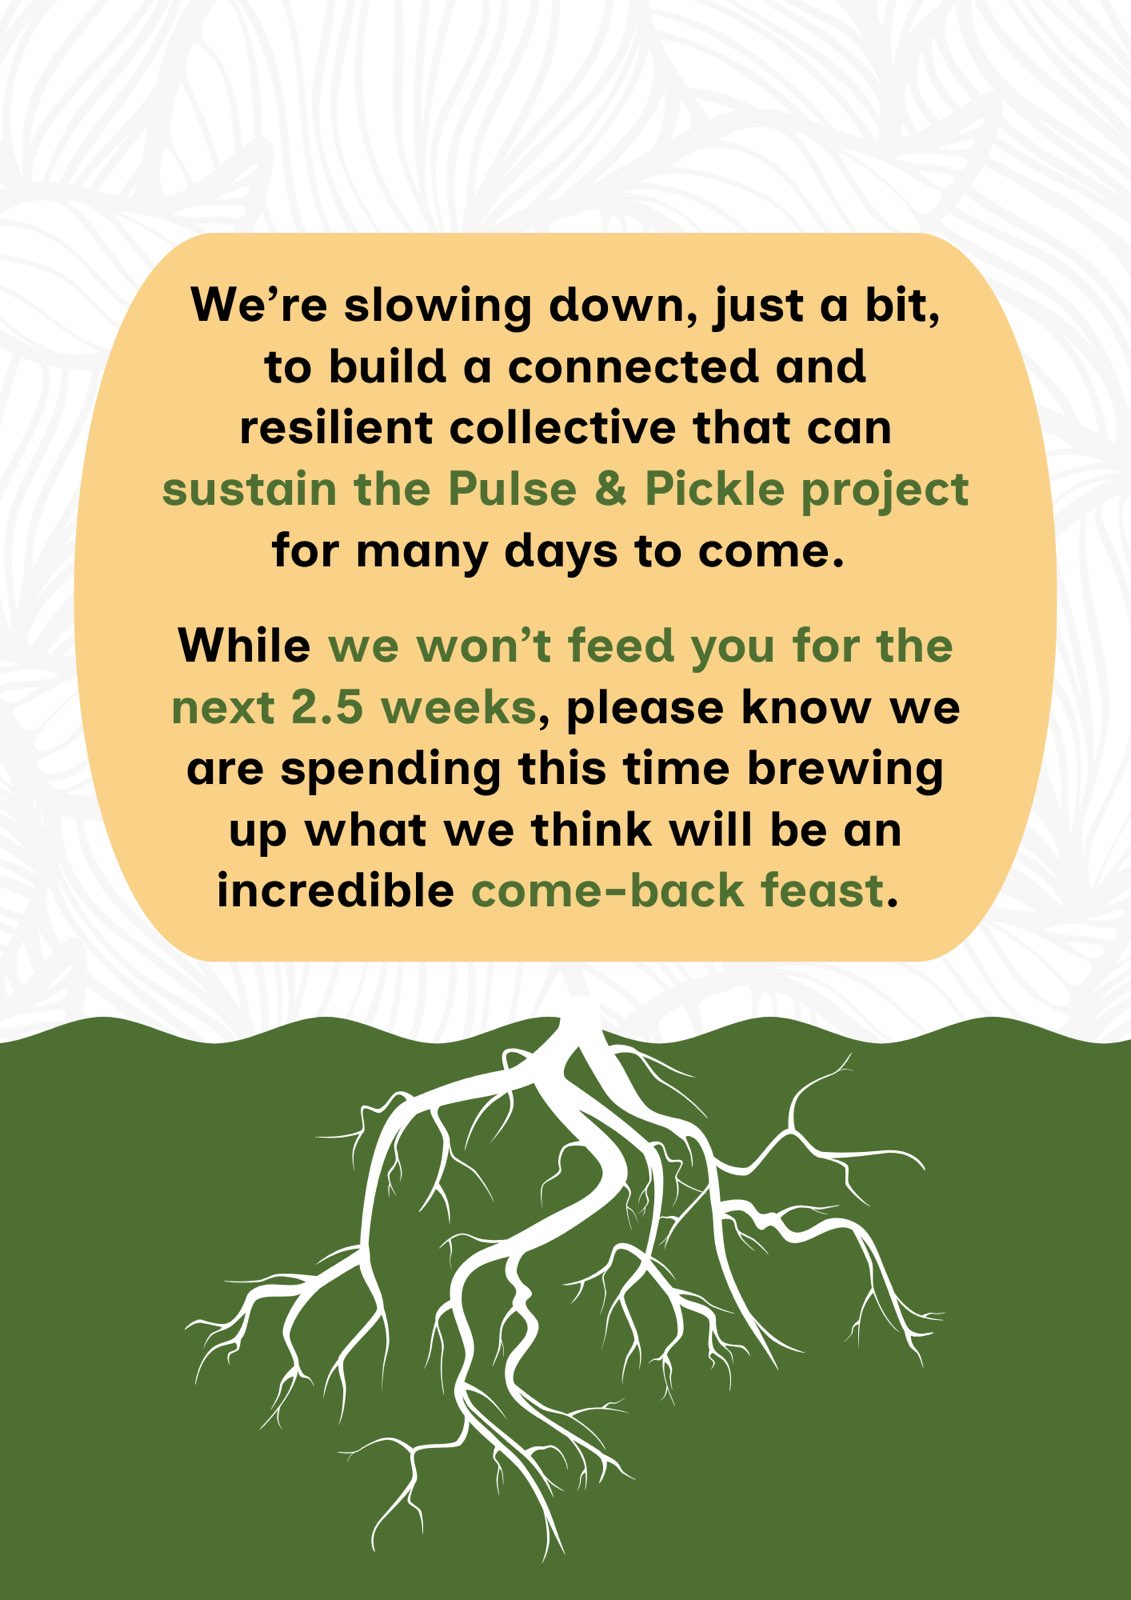 We’re slowing down, just a bit,
to build a connected and
resilient collective that can
sustain the Pulse & Pickle project
for many days to come.
While we won’t feed you for the
next 2.5 weeks, please know we
are spending this time brewing
up what we think will be an
incredible come-back feast.